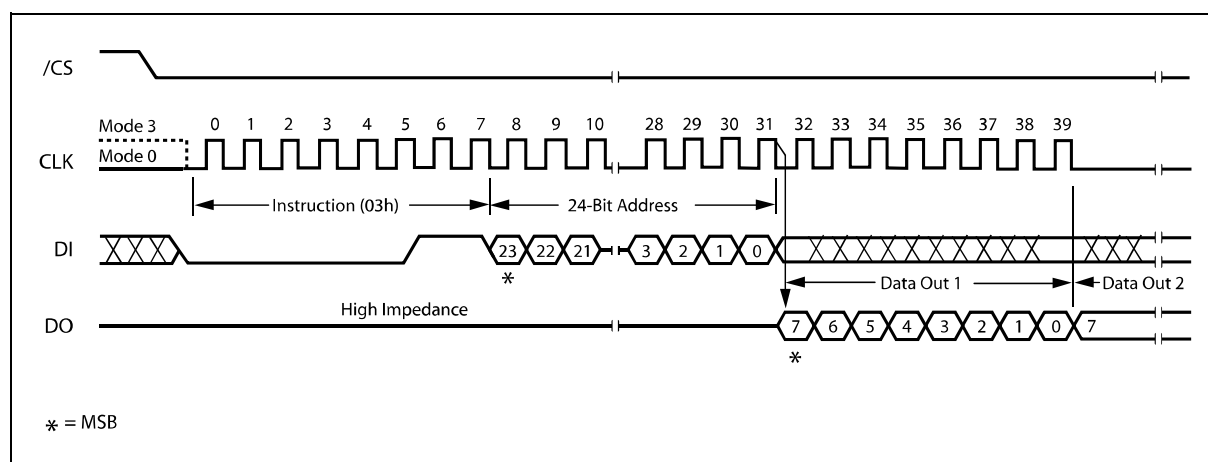 /CS
Mode 3
0 1 2 3 4 5 6 7 8 9 10 28 29 30 31 32 33 34 35 36 37 38 39
Mode 0
CLK
Instruction (03h) 24-Bit Address
DI
23 22 21 3 2 1 0
*
Data Out 1 Data Out 2
High Impedance
DO
7 6 5 4 3 2 1 0 7
*
* = MSB